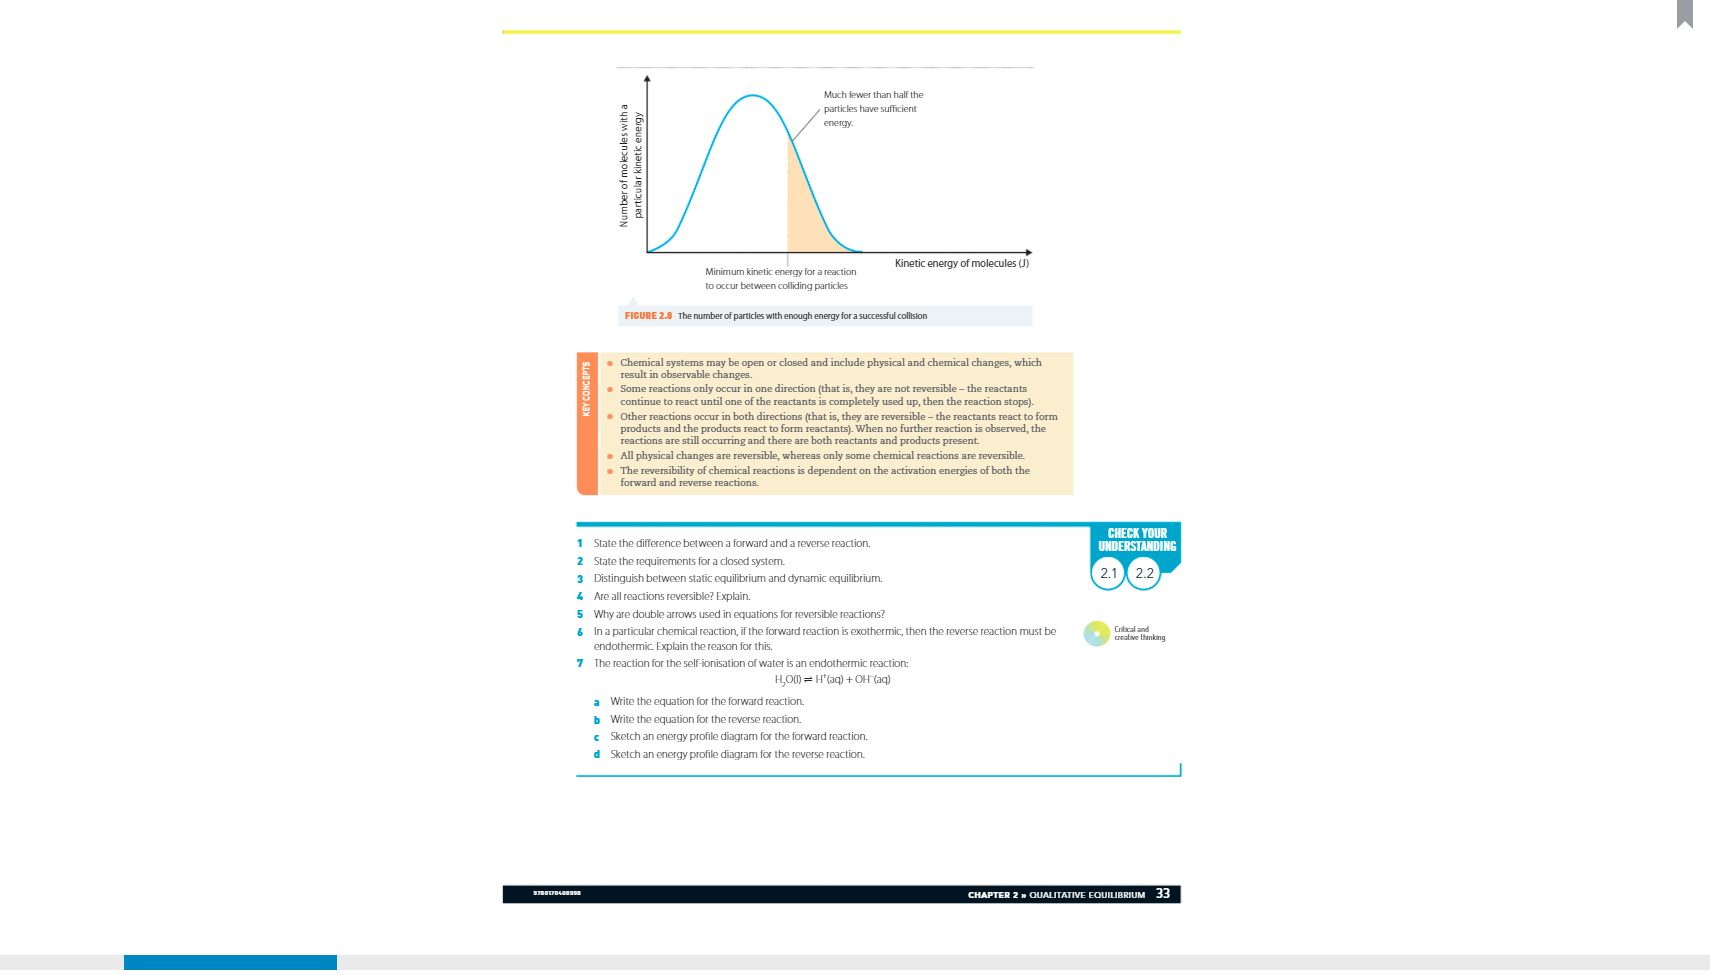 Number of molecules with a
particular kinetic energy
Much fewer than half the
particles have sufficient
energy.
Kinetic energy of molecules (J)
Minimum kinetic energy for a reaction
to occur between colliding particles
FIGURE 2.8 The number of particles with enough energy for a successful collision
KEY CONCEPTS
• Chemical systems may be open or closed and include physical and chemical changes, which
result in observable changes.
• Some reactions only occur in one direction (that is, they are not reversible – the reactants
continue to react until one of the reactants is completely used up, then the reaction stops).
• Other reactions occur in both directions (that is, they are reversible – the reactants react to form
products and the products react to form reactants). When no further reaction is observed, the
reactions are still occurring and there are both reactants and products present.
• All physical changes are reversible, whereas only some chemical reactions are reversible.
• The reversibility of chemical reactions is dependent on the activation energies of both the
forward and reverse reactions.
CHECK YOUR
UNDERSTANDING
2.1 2.2
1 State the difference between a forward and a reverse reaction.
2 State the requirements for a closed system.
3 Distinguish between static equilibrium and dynamic equilibrium.
4 Are all reactions reversible? Explain.
5 Why are double arrows used in equations for reversible reactions?
6 In a particular chemical reaction, if the forward reaction is exothermic, then the reverse reaction must be
endothermic. Explain the reason for this.
Critical and
creative thinking
7 The reaction for the self-ionisation of water is an endothermic reaction:
H₂O(l) ⇌ H⁺(aq) + OH⁻(aq)
a Write the equation for the forward reaction.
b Write the equation for the reverse reaction.
c Sketch an energy profile diagram for the forward reaction.
d Sketch an energy profile diagram for the reverse reaction.
9780170408998 CHAPTER 2 » QUALITATIVE EQUILIBRIUM 33